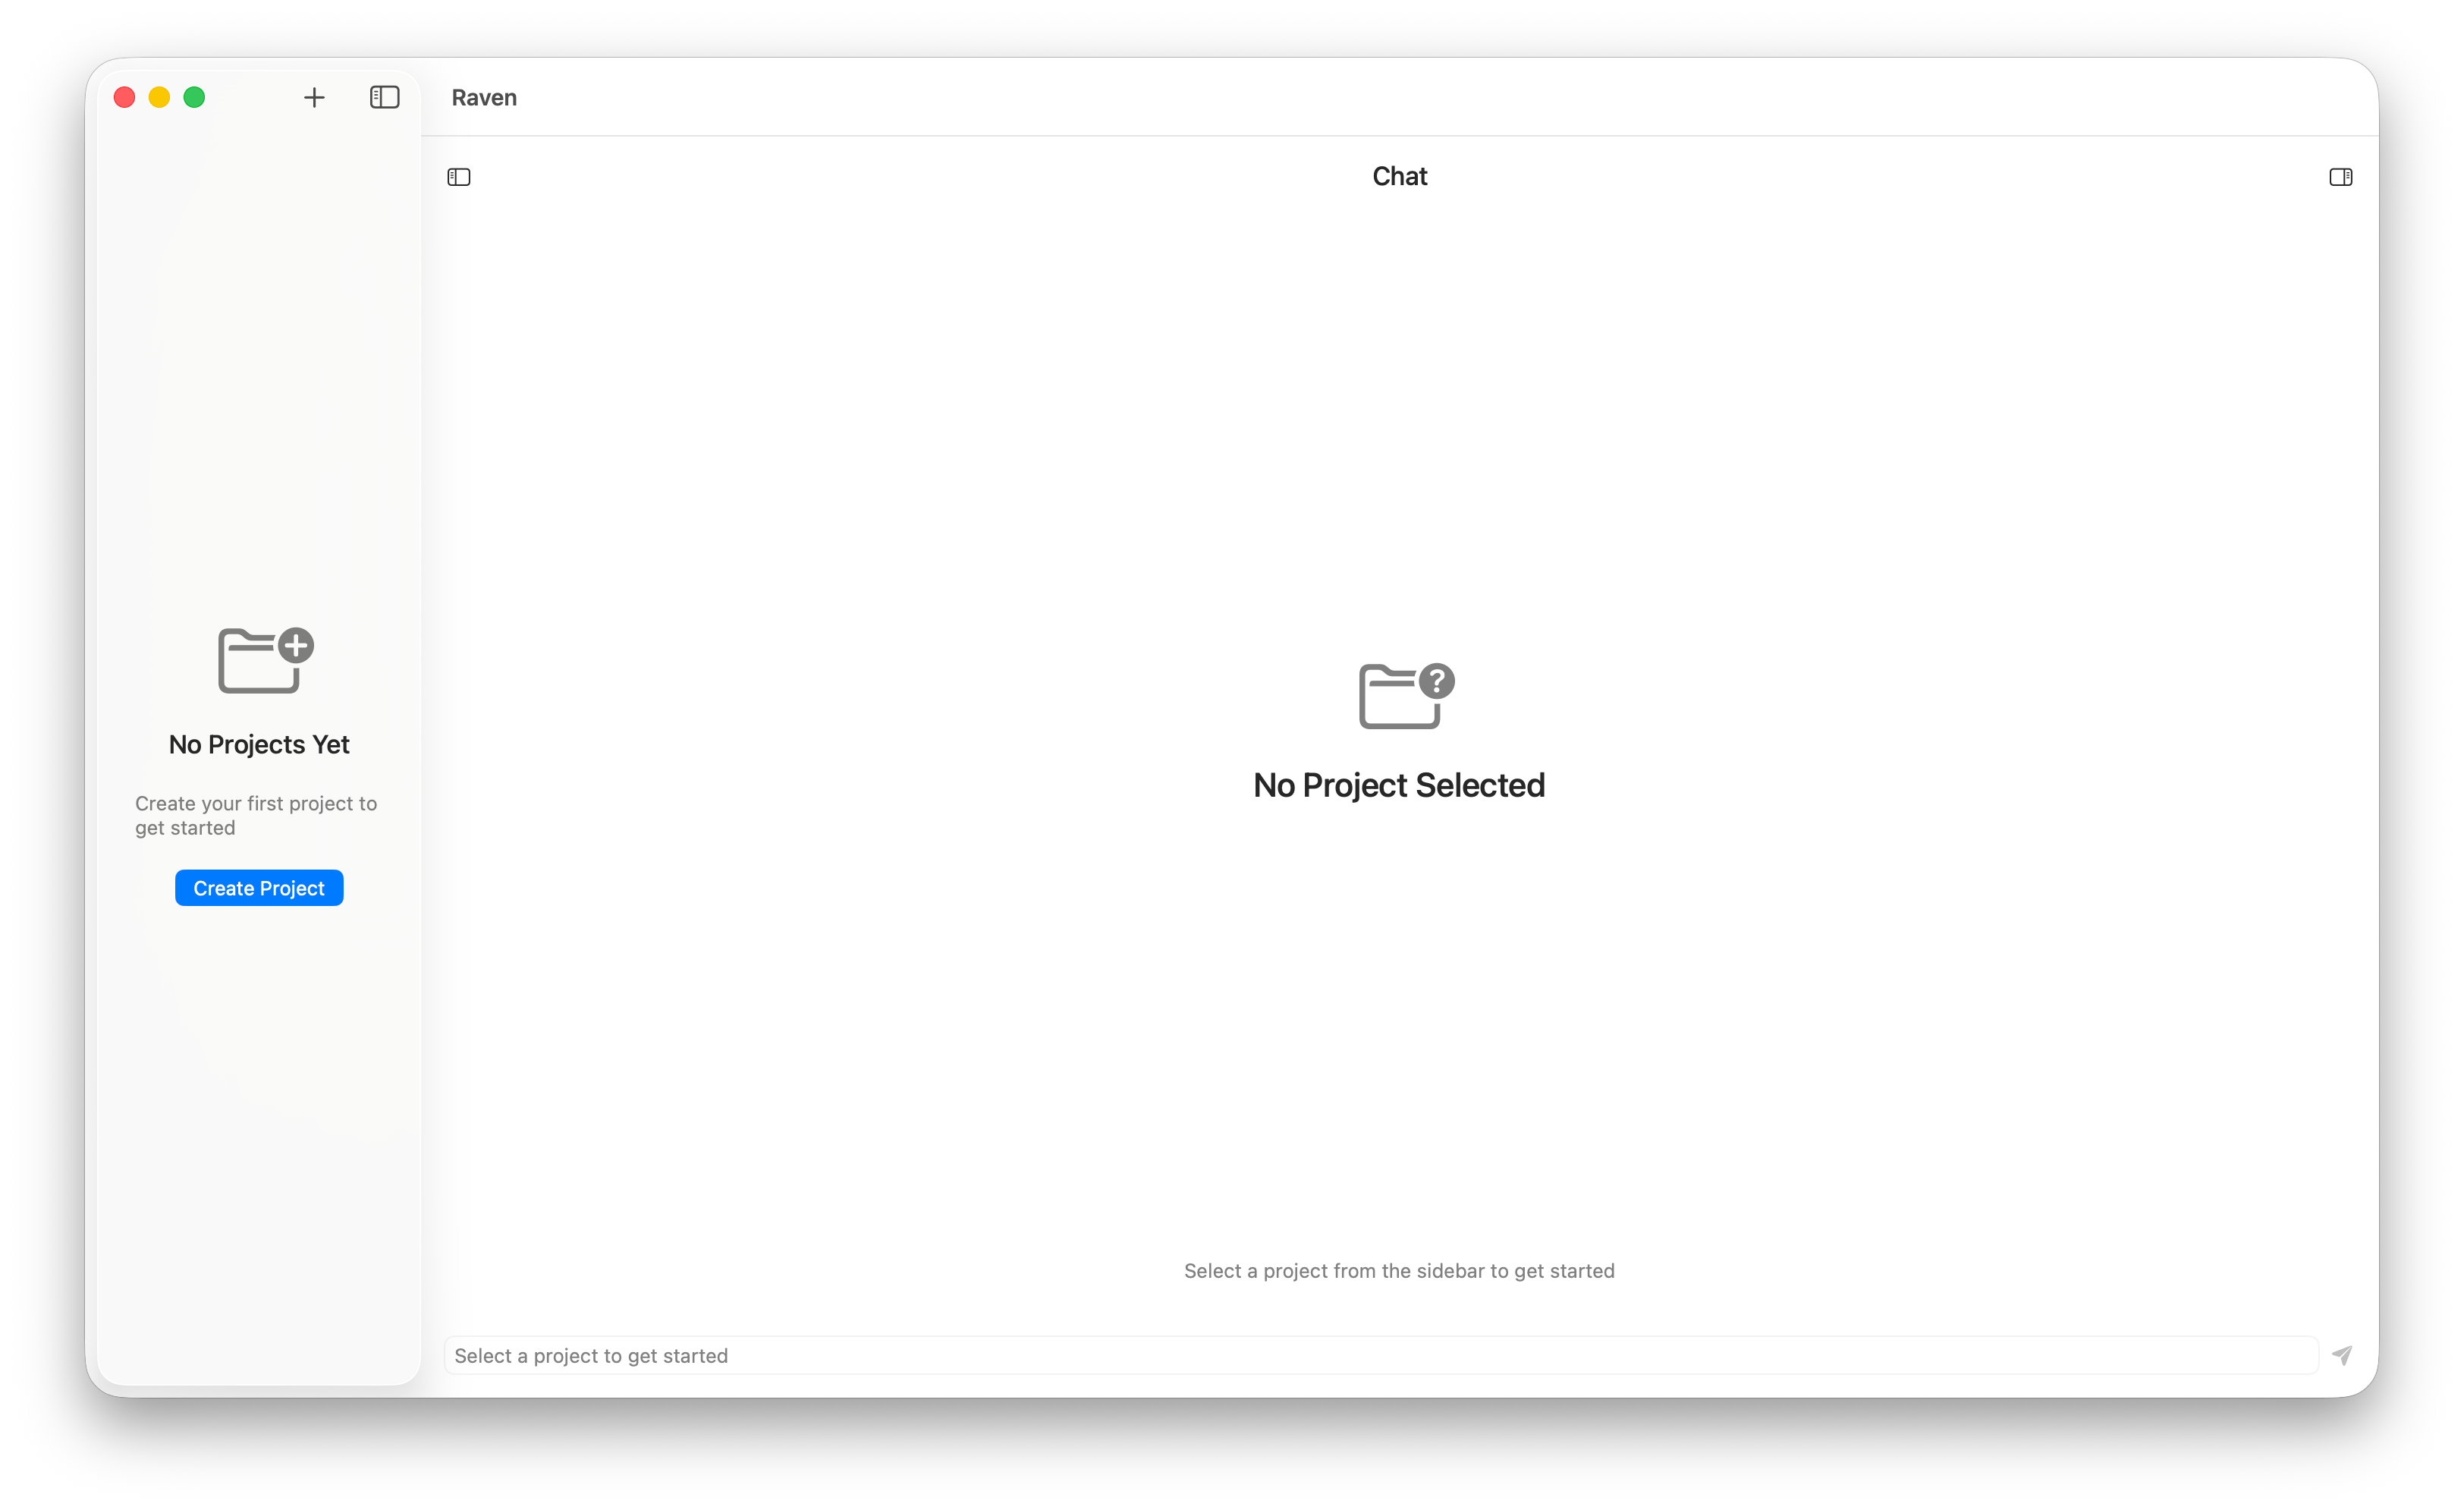 Raven
Chat
No Projects Yet
Create your first project to
get started
Create Project
No Project Selected
Select a project from the sidebar to get started
Select a project to get started